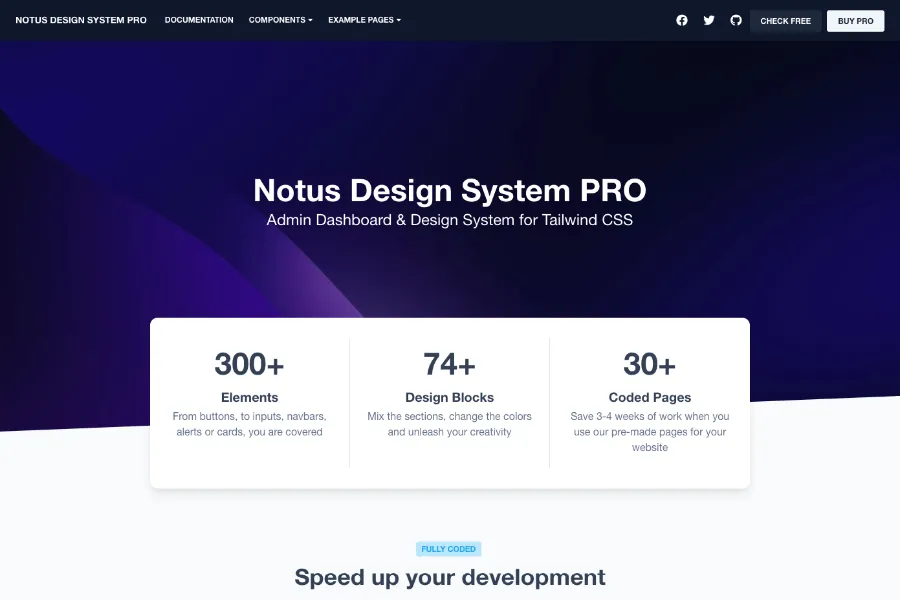 NOTUS DESIGN SYSTEM PRO DOCUMENTATION COMPONENTS EXAMPLE PAGES CHECK FREE BUY PRO
Notus Design System PRO
Admin Dashboard & Design System for Tailwind CSS
300+
Elements
From buttons, to inputs, navbars,
alerts or cards, you are covered
74+
Design Blocks
Mix the sections, change the colors
and unleash your creativity
30+
Coded Pages
Save 3-4 weeks of work when you
use our pre-made pages for your
website
FULLY CODED
Speed up your development